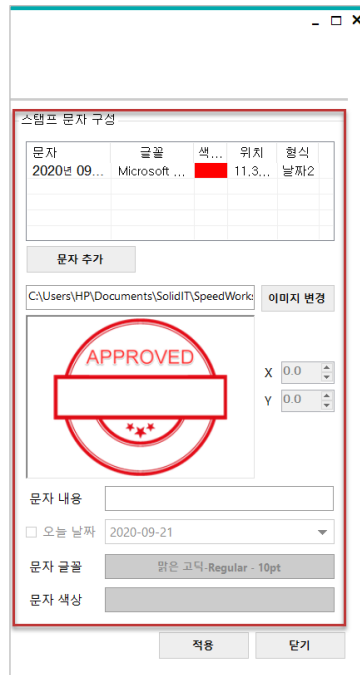 스탬프 문자 구성
문자 글꼴 색... 위치 형식
2020년 09... Microsoft ... 11.3... 날짜2
문자 추가
C:\Users\HP\Documents\SolidIT\SpeedWork: 이미지 변경
APPROVED
X 0.0
Y 0.0
문자 내용
오늘 날짜 2020-09-21
문자 글꼴 맑은 고딕-Regular - 10pt
문자 색상
적용 닫기